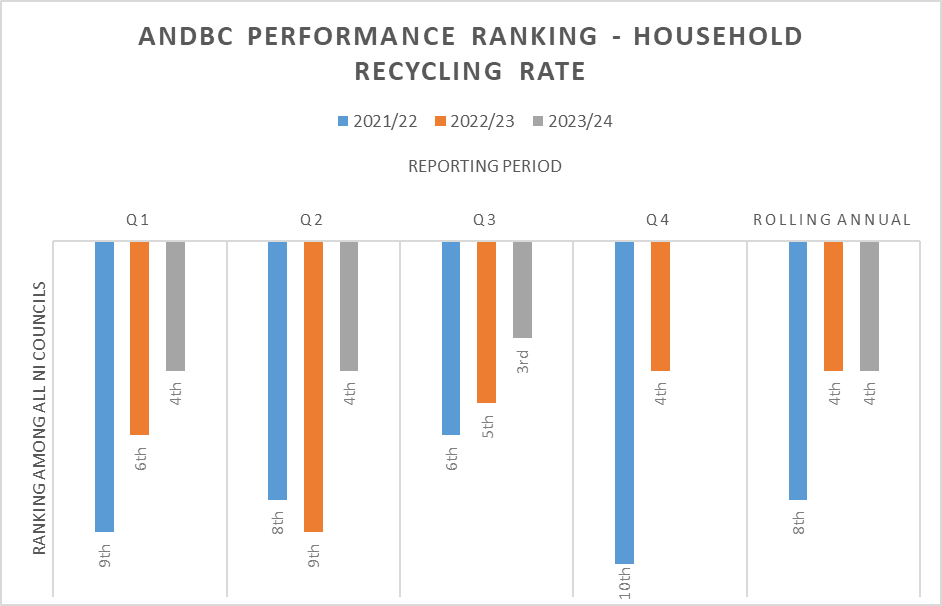 ANDBC PERFORMANCE RANKING - HOUSEHOLD
RECYCLING RATE
2021/22 2022/23 2023/24
REPORTING PERIOD
Q1 Q2 Q3 Q4 ROLLING ANNUAL
RANKING AMONG ALL NI COUNCILS
9th 6th 4th
8th 9th 4th
6th 5th 3rd
10th 4th
8th 4th 4th